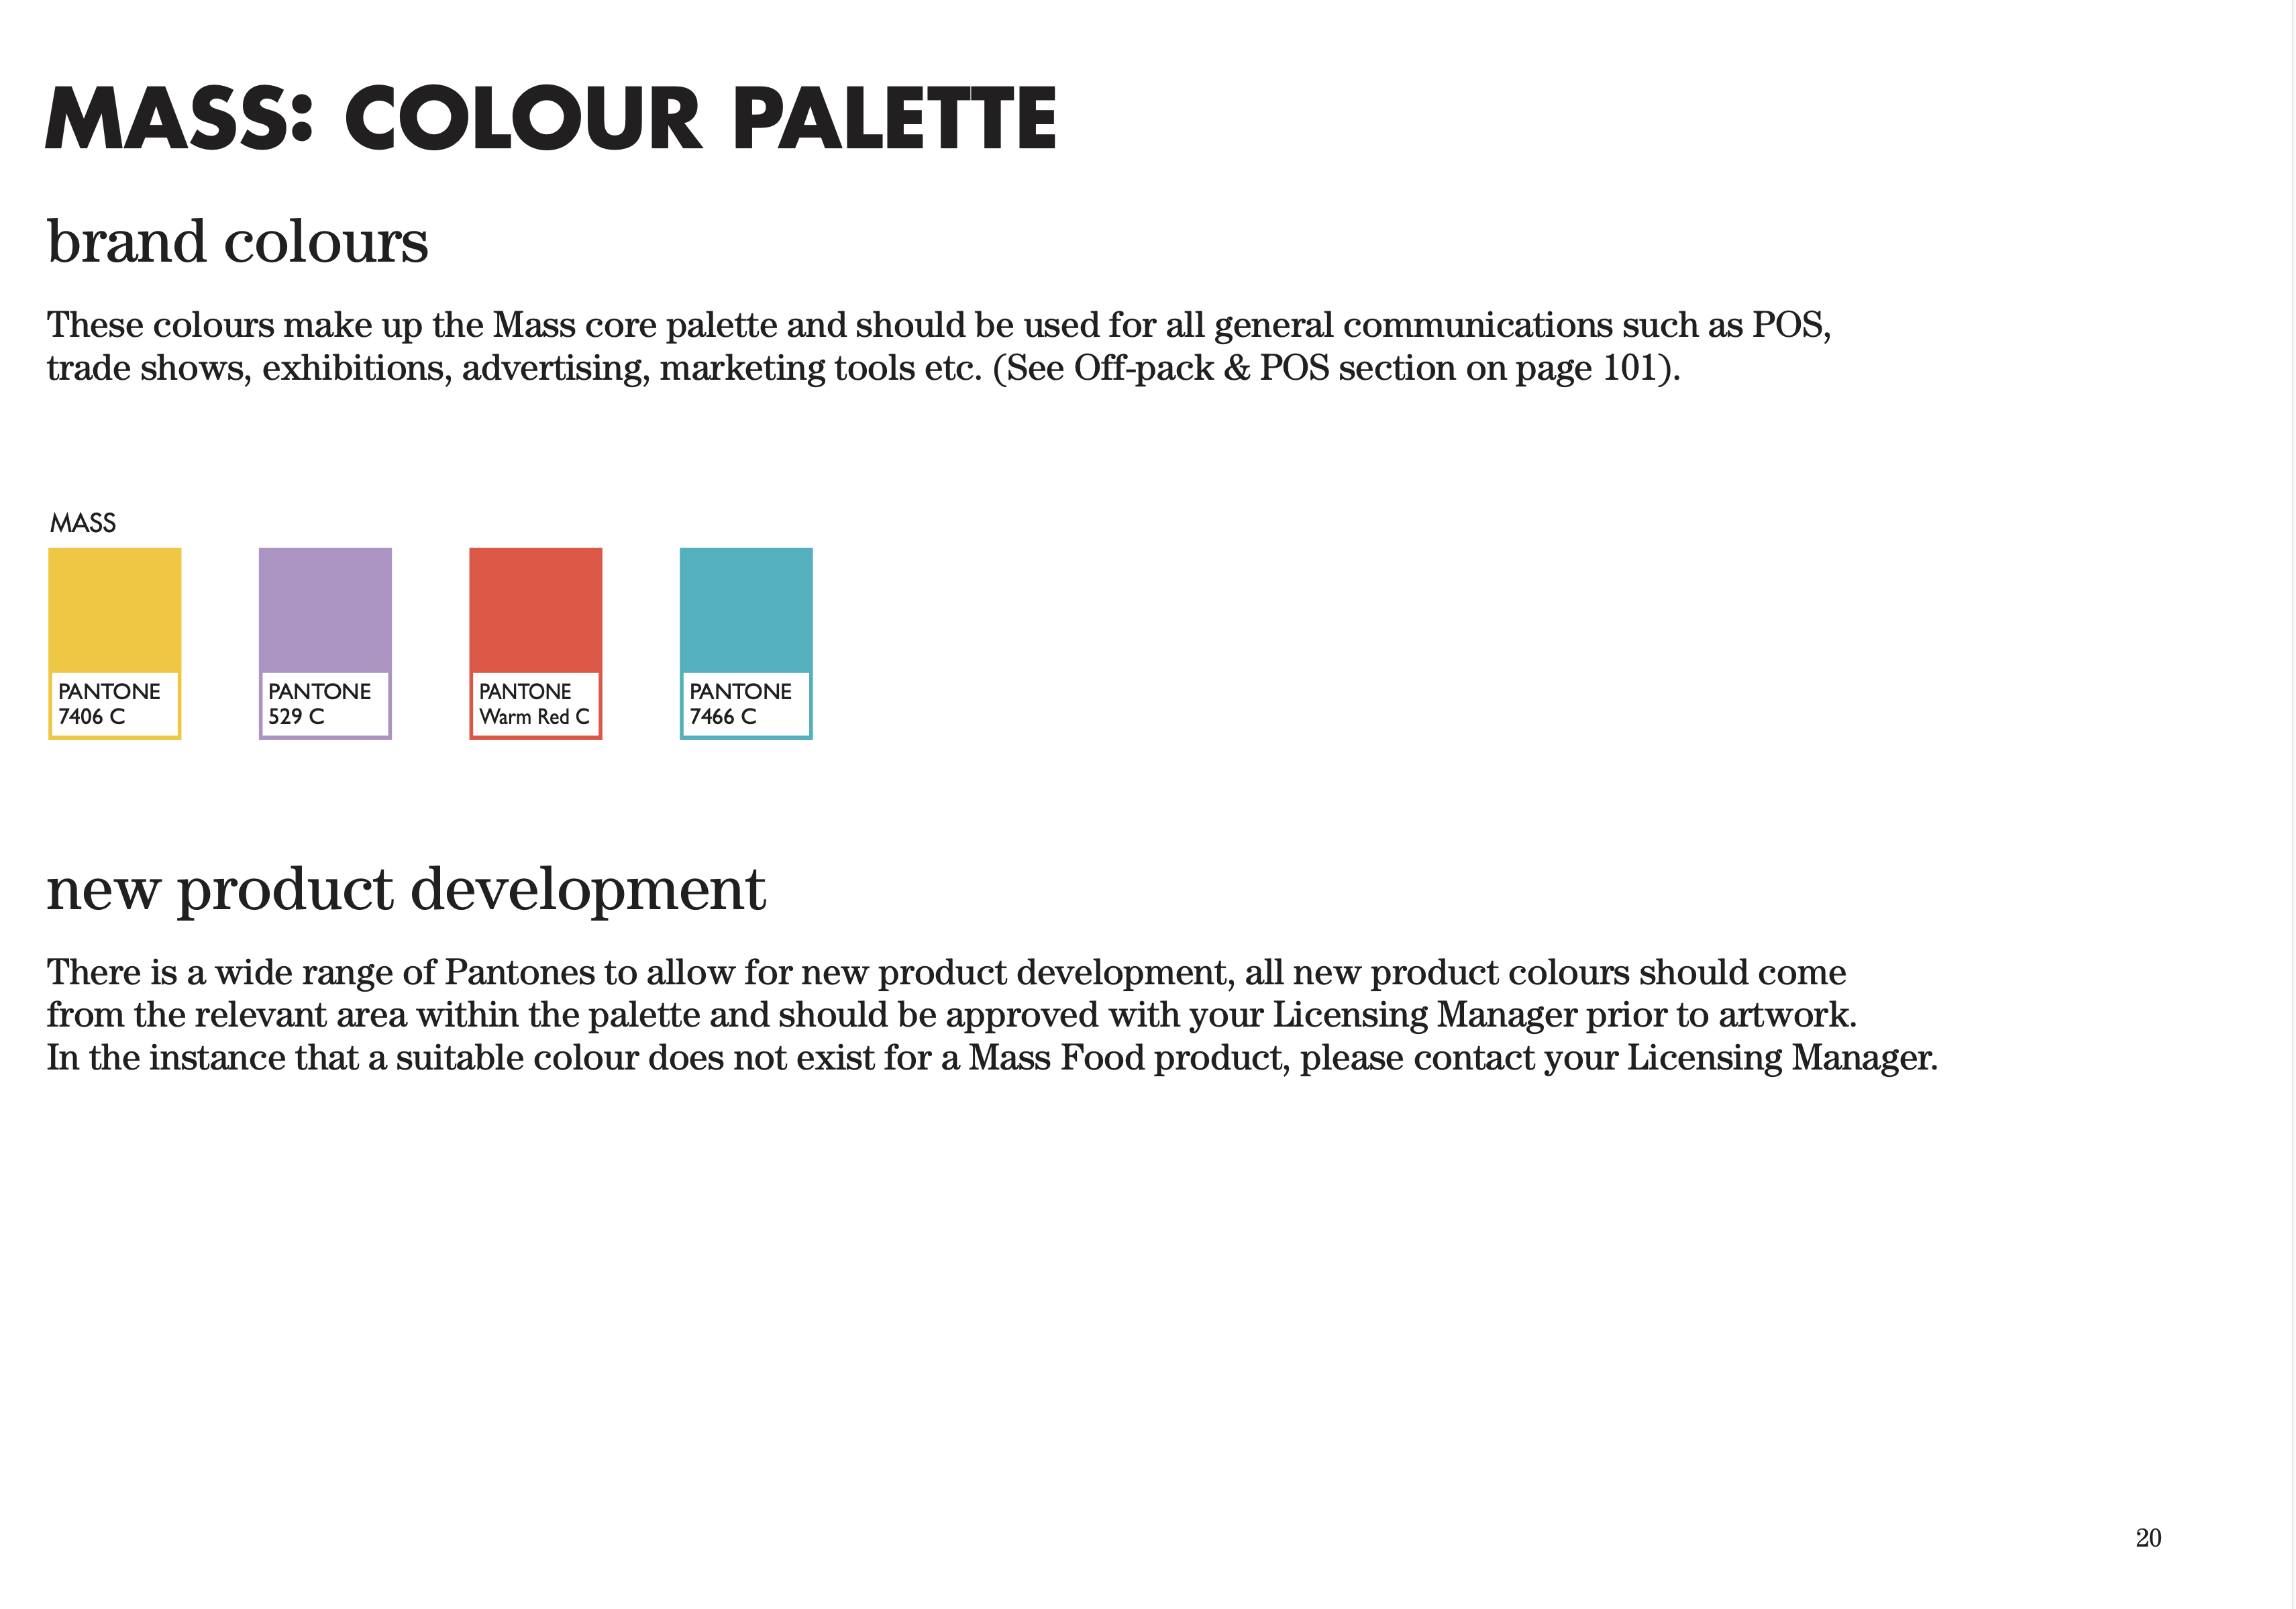 MASS: COLOUR PALETTE
brand colours
These colours make up the Mass core palette and should be used for all general communications such as POS,
trade shows, exhibitions, advertising, marketing tools etc. (See Off-pack & POS section on page 101).
MASS
PANTONE
7406 C
PANTONE
529 C
PANTONE
Warm Red C
PANTONE
7466 C
new product development
There is a wide range of Pantones to allow for new product development, all new product colours should come
from the relevant area within the palette and should be approved with your Licensing Manager prior to artwork.
In the instance that a suitable colour does not exist for a Mass Food product, please contact your Licensing Manager.
20